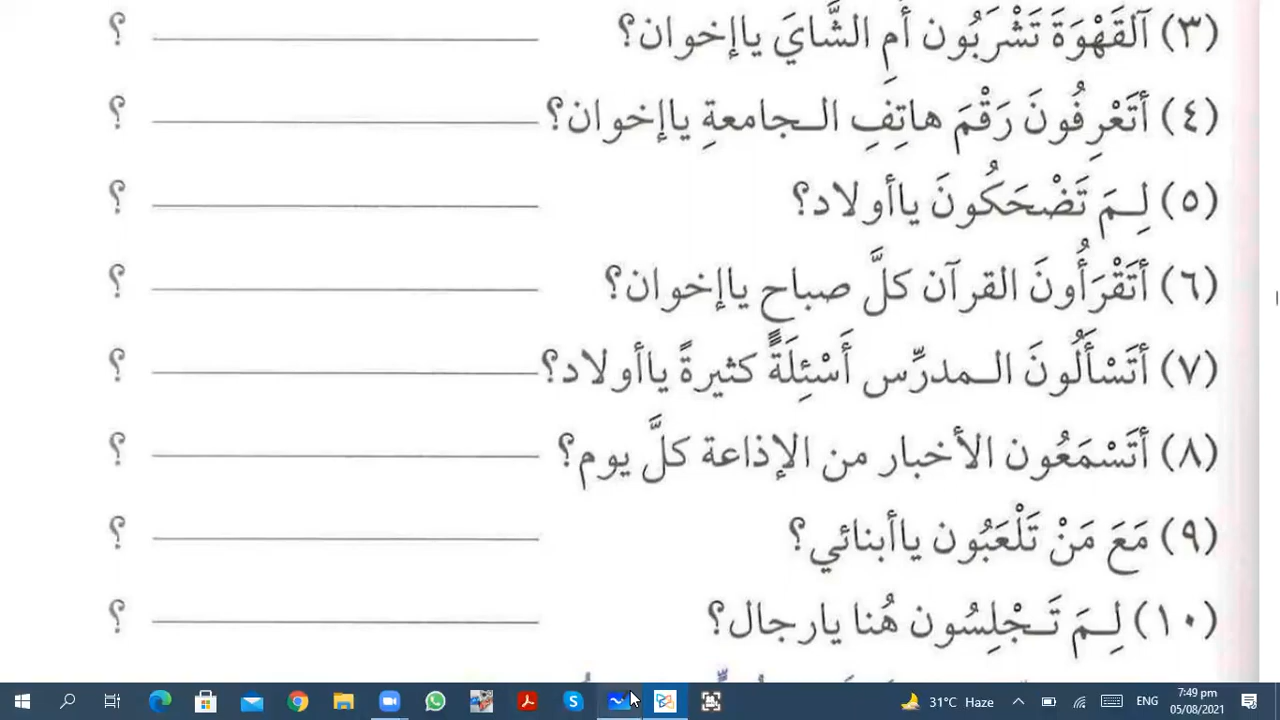 (٣) آلقَهْوَةَ تَشْرَبُون أَمِ الشَّايَ ياإخوان؟ ؟
(٤) أتَعْرِفُونَ رَقْمَ هاتِفِ الـجامعةِ ياإخوان؟ ؟
(٥) لِـمَ تَضْحَكُونَ ياأولاد؟ ؟
(٦) أتَقْرَأُونَ القرآن كلَّ صباح ياإخوان؟ ؟
(٧) أتَسْأَلُونَ الـمدرِّس أَسْئِلَةً كثيرةً ياأولاد؟ ؟
(٨) أتَسْمَعُون الأخبار من الإذاعة كلَّ يوم؟ ؟
(٩) مَعَ مَنْ تَلْعَبُون ياأبنائي؟ ؟
(١٠) لِـمَ تَـجْلِسُون هُنا يارجال؟ ؟
31°C Haze ENG 7:49 pm
05/08/2021